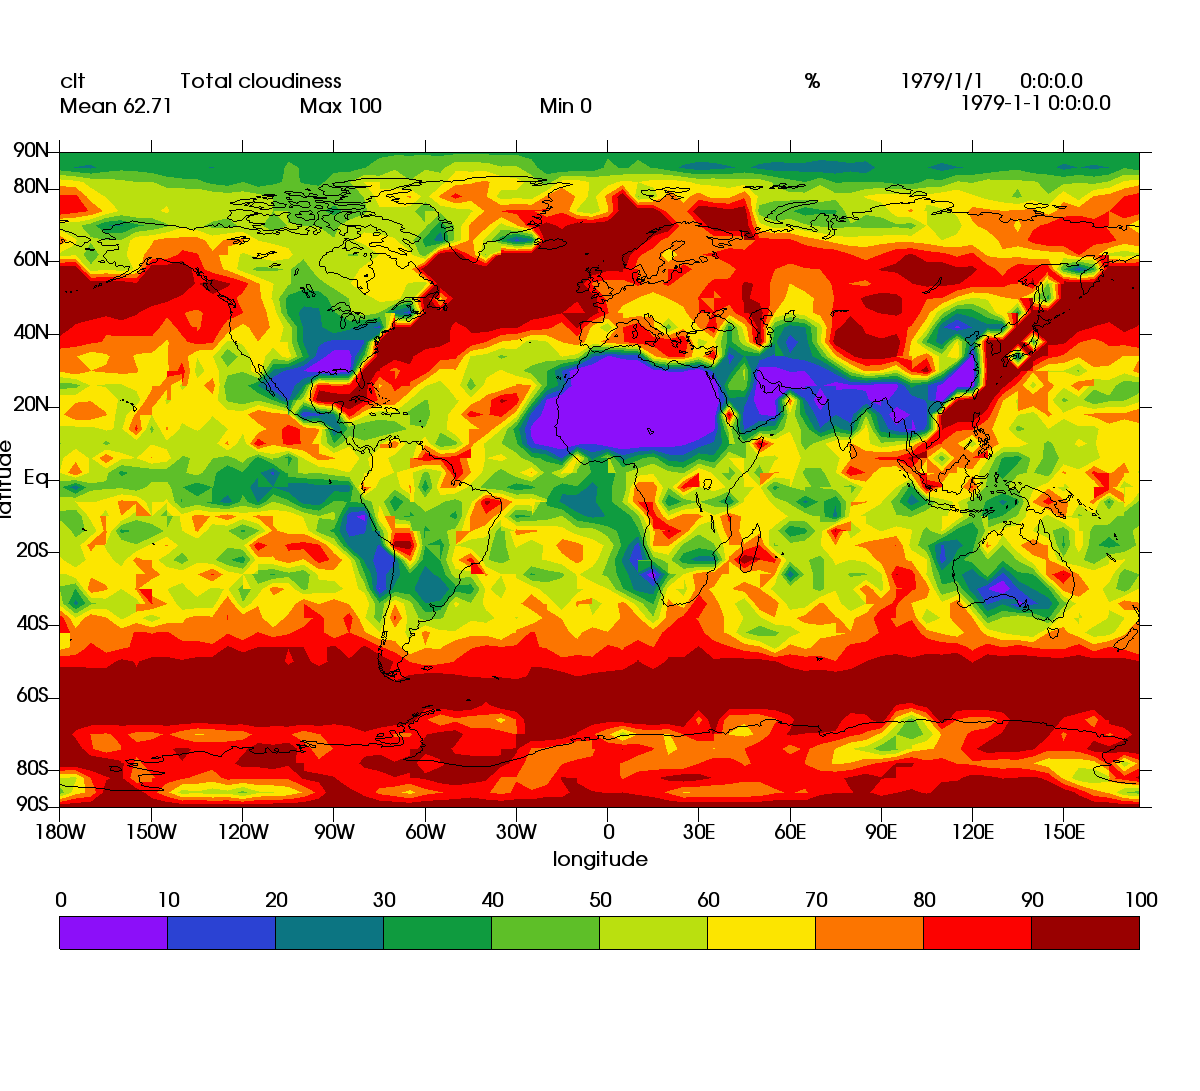 clt Total cloudiness % 1979/1/1 0:0:0.0
Mean 62.71 Max 100 Min 0 1979-1-1 0:0:0.0
90N
80N
60N
40N
20N
Eq
20S
40S
60S
80S
90S
latitude
180W 150W 120W 90W 60W 30W 0 30E 60E 90E 120E 150E
longitude
0 10 20 30 40 50 60 70 80 90 100